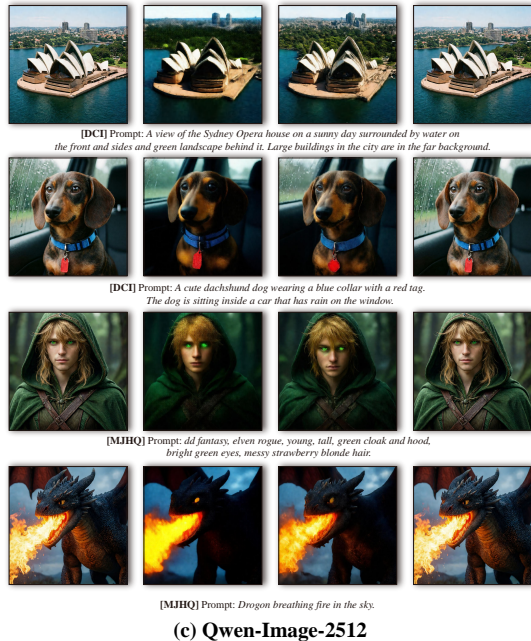 [DCI] Prompt: A view of the Sydney Opera house on a sunny day surrounded by water on
the front and sides and green landscape behind it. Large buildings in the city are in the far background.
[DCI] Prompt: A cute dachshund dog wearing a blue collar with a red tag.
The dog is sitting inside a car that has rain on the window.
[MJHQ] Prompt: dd fantasy, elven rogue, young, tall, green cloak and hood,
bright green eyes, messy strawberry blonde hair.
[MJHQ] Prompt: Drogon breathing fire in the sky.
(c) Qwen-Image-2512